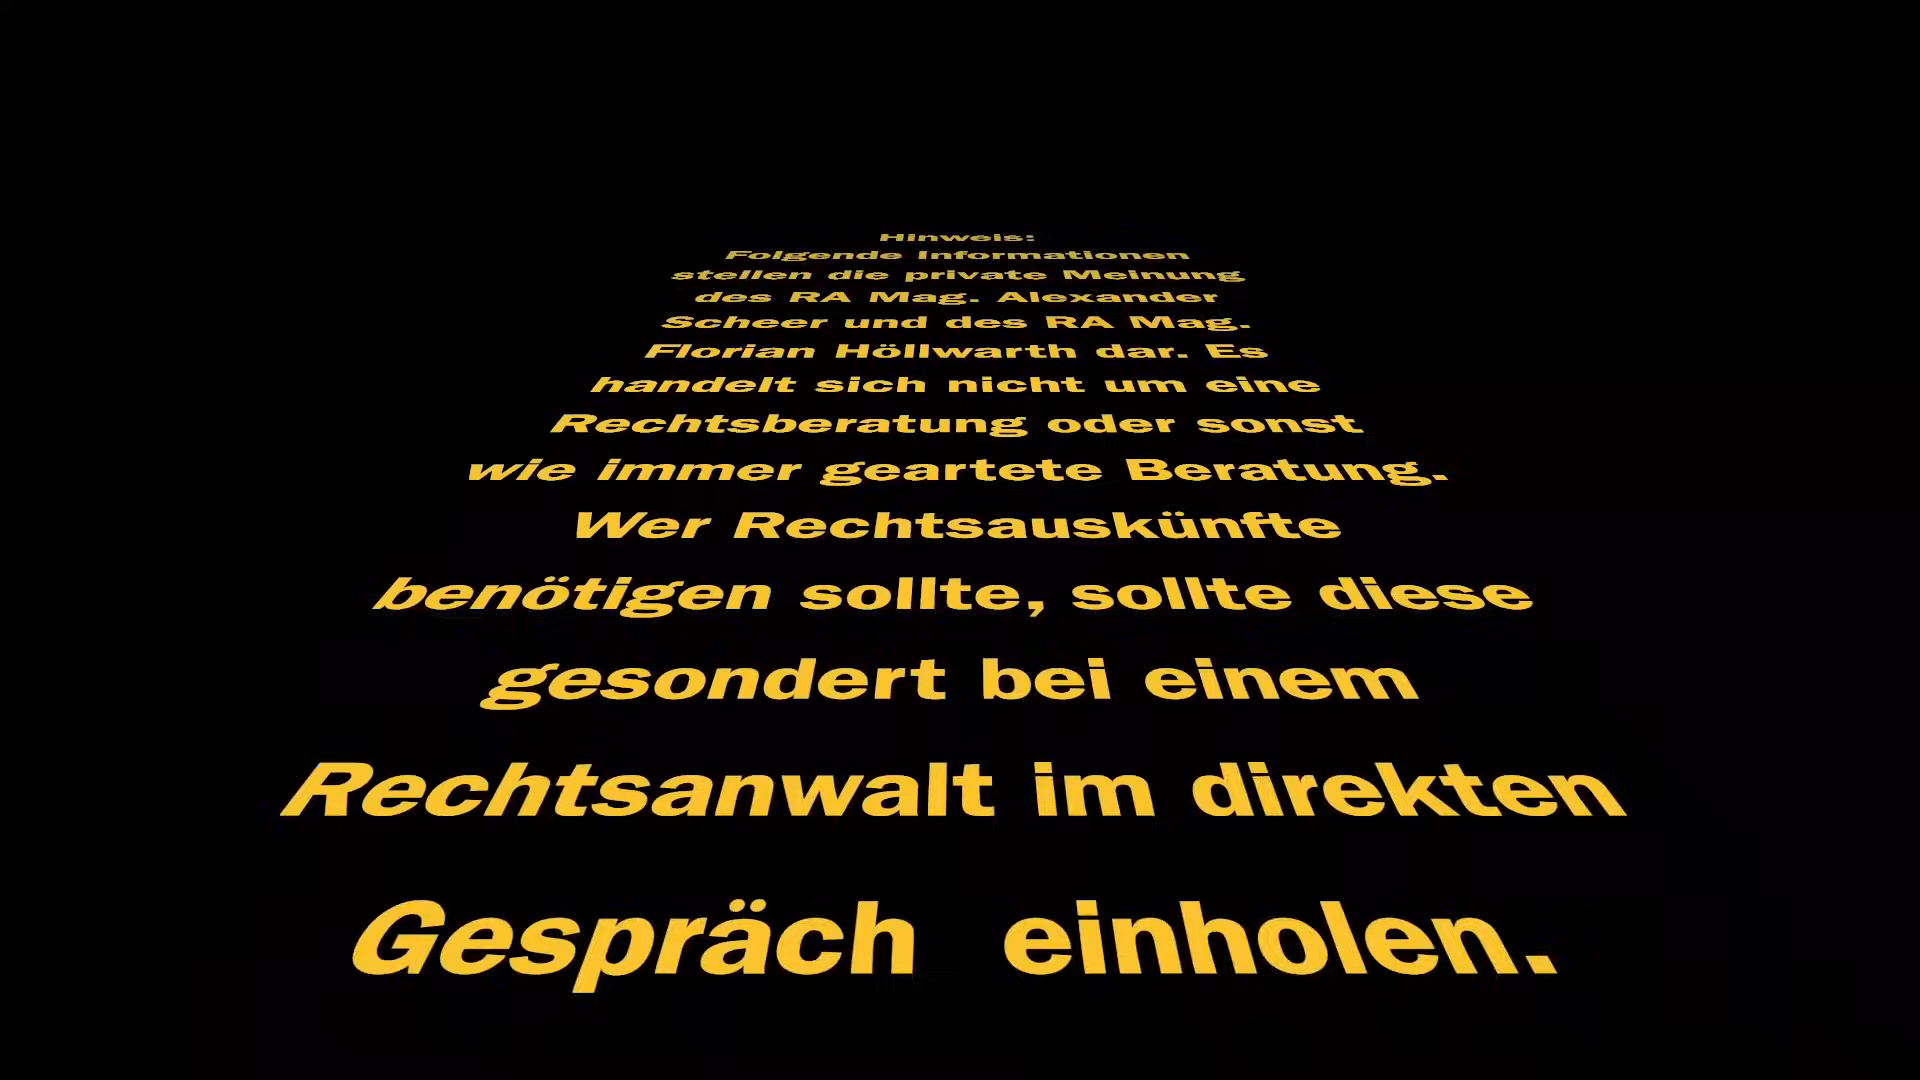 Hinweis:
Folgende Informationen
stellen die private Meinung
des RA Mag. Alexander
Scheer und des RA Mag.
Florian Höllwarth dar. Es
handelt sich nicht um eine
Rechtsberatung oder sonst
wie immer geartete Beratung.
Wer Rechtsauskünfte
benötigen sollte, sollte diese
gesondert bei einem
Rechtsanwalt im direkten
Gespräch einholen.